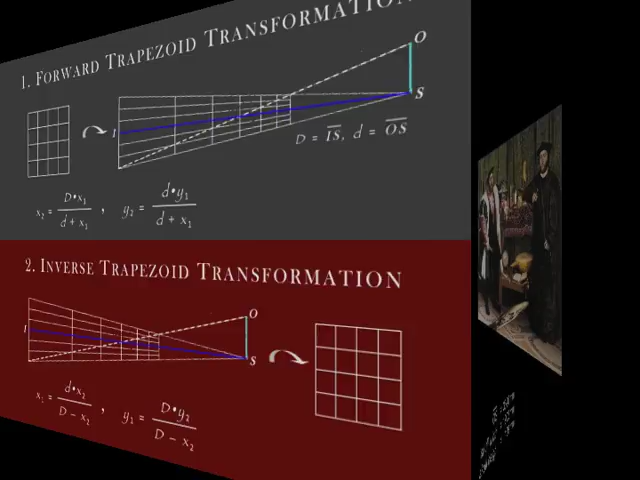 1. FORWARD TRAPEZOID TRANSFORMATION
O
I
S
D = IS, d = OS
x₂ = D•x₁ / d + x₁ , y₂ = d•y₁ / d + x₁
2. INVERSE TRAPEZOID TRANSFORMATION
O
I
S
x₁ = d•x₂ / D − x₂ , y₁ = D•y₂ / D − x₂